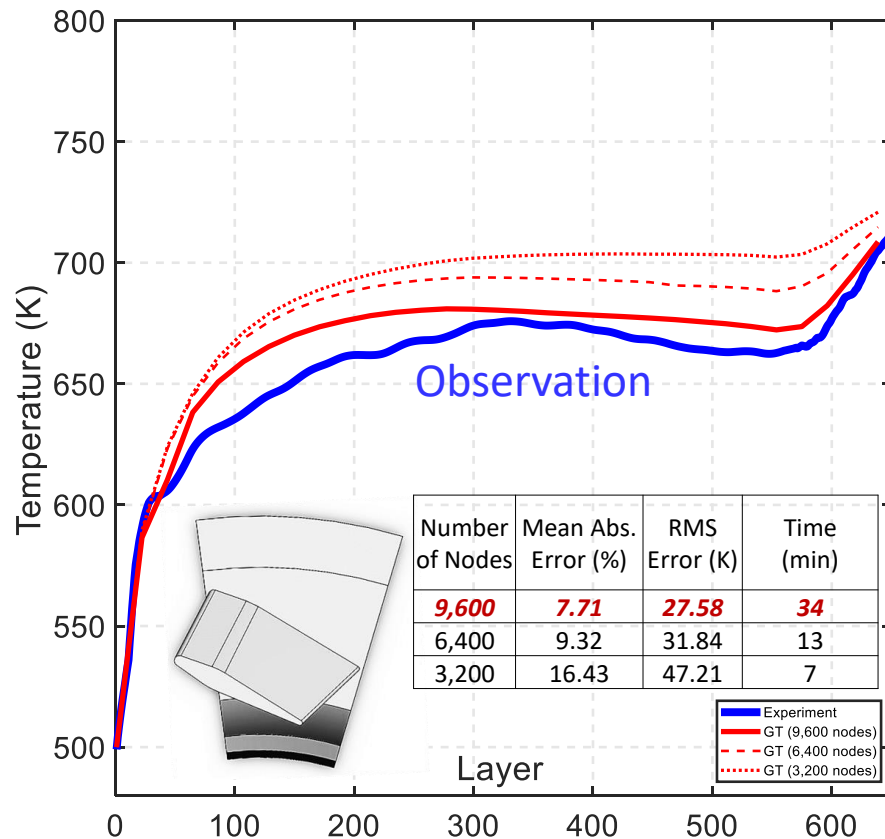 800
750
700
650
600
550
500
Temperature (K)
Observation
Number of Nodes Mean Abs. Error (%) RMS Error (K) Time (min)
9,600 7.71 27.58 34
6,400 9.32 31.84 13
3,200 16.43 47.21 7
Experiment
GT (9,600 nodes)
GT (6,400 nodes)
GT (3,200 nodes)
Layer
0 100 200 300 400 500 600